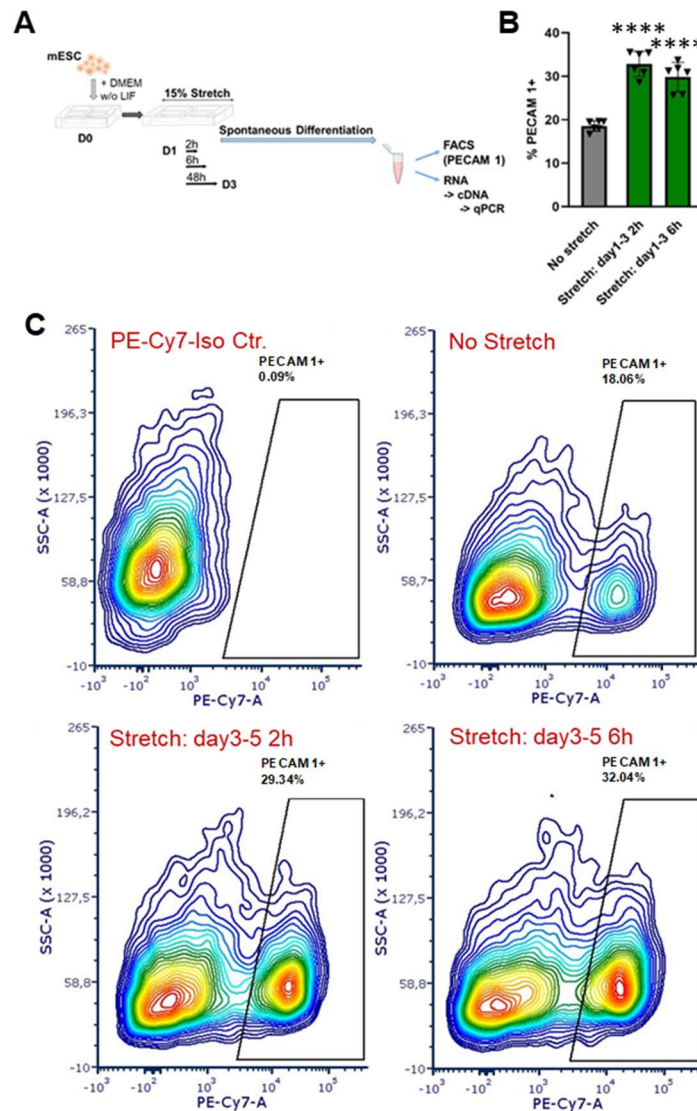 A
mESC
+ DMEM
w/o LIF
15% Stretch
D0
D1
2h
6h
48h
D3
Spontaneous Differentiation
FACS
(PECAM 1)
RNA
-> cDNA
-> qPCR
B
****
****
% PECAM 1+
40
30
20
10
0
No stretch
Stretch: day1-3 2h
Stretch: day1-3 6h
C
PE-Cy7-Iso Ctr.
PECAM 1+
0.09%
SSC-A (x 1000)
265
196,3
127,5
58,8
-10
-10³ -10² 10³ 10⁴ 10⁵
PE-Cy7-A
No Stretch
PECAM 1+
18.06%
SSC-A (x 1000)
265
196,2
127,5
58,7
-10
-10³ -10² 10³ 10⁴ 10⁵
PE-Cy7-A
Stretch: day3-5 2h
PECAM 1+
29.34%
SSC-A (x 1000)
265
196,2
127,5
58,8
-10
-10³ -10² 10³ 10⁴ 10⁵
PE-Cy7-A
Stretch: day3-5 6h
PECAM 1+
32.04%
SSC-A (x 1000)
265
196,2
127,5
58,8
-10
-10³ -10² 10³ 10⁴ 10⁵
PE-Cy7-A